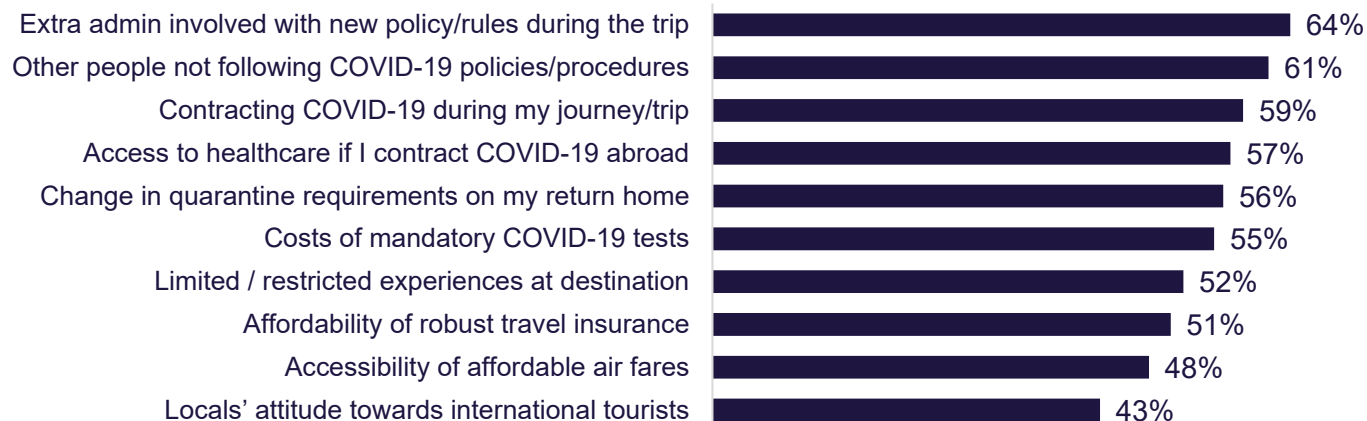 Extra admin involved with new policy/rules during the trip 64%
Other people not following COVID-19 policies/procedures 61%
Contracting COVID-19 during my journey/trip 59%
Access to healthcare if I contract COVID-19 abroad 57%
Change in quarantine requirements on my return home 56%
Costs of mandatory COVID-19 tests 55%
Limited / restricted experiences at destination 52%
Affordability of robust travel insurance 51%
Accessibility of affordable air fares 48%
Locals’ attitude towards international tourists 43%